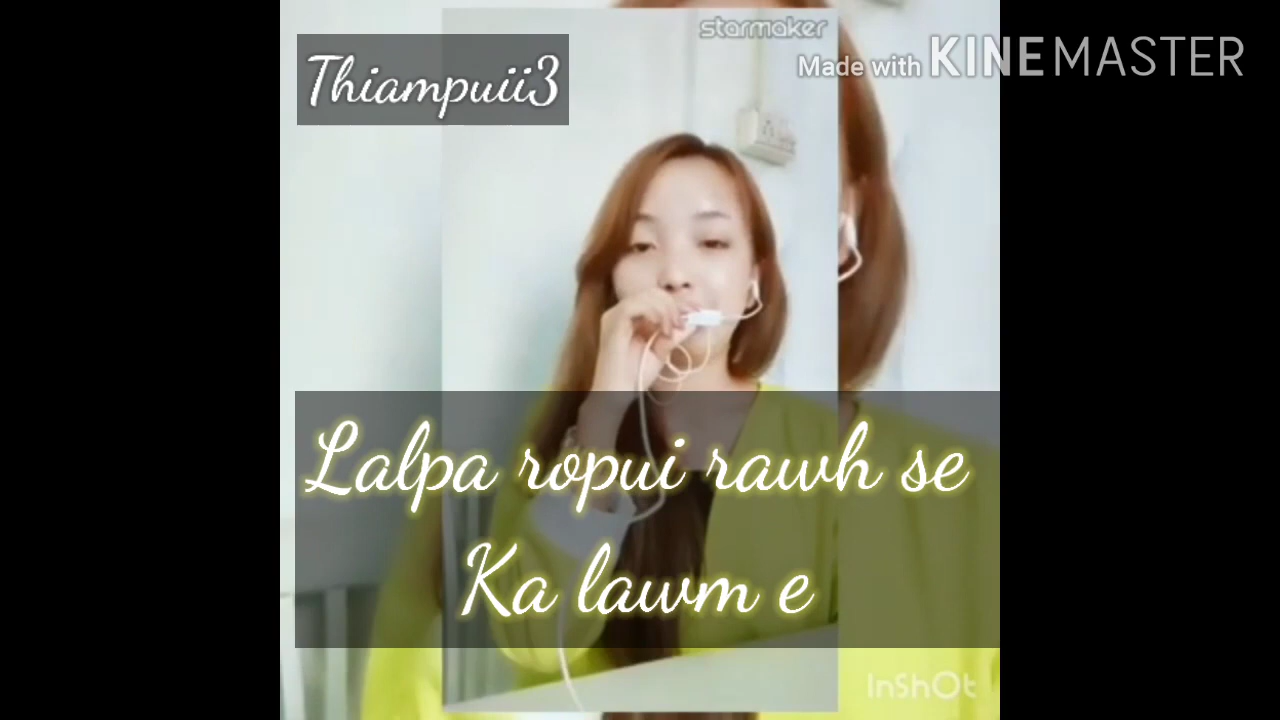 starmaker
Made with KINEMASTER
Thiampuii3
Lalpa ropui rawh se
Ka lawm e
InShOt